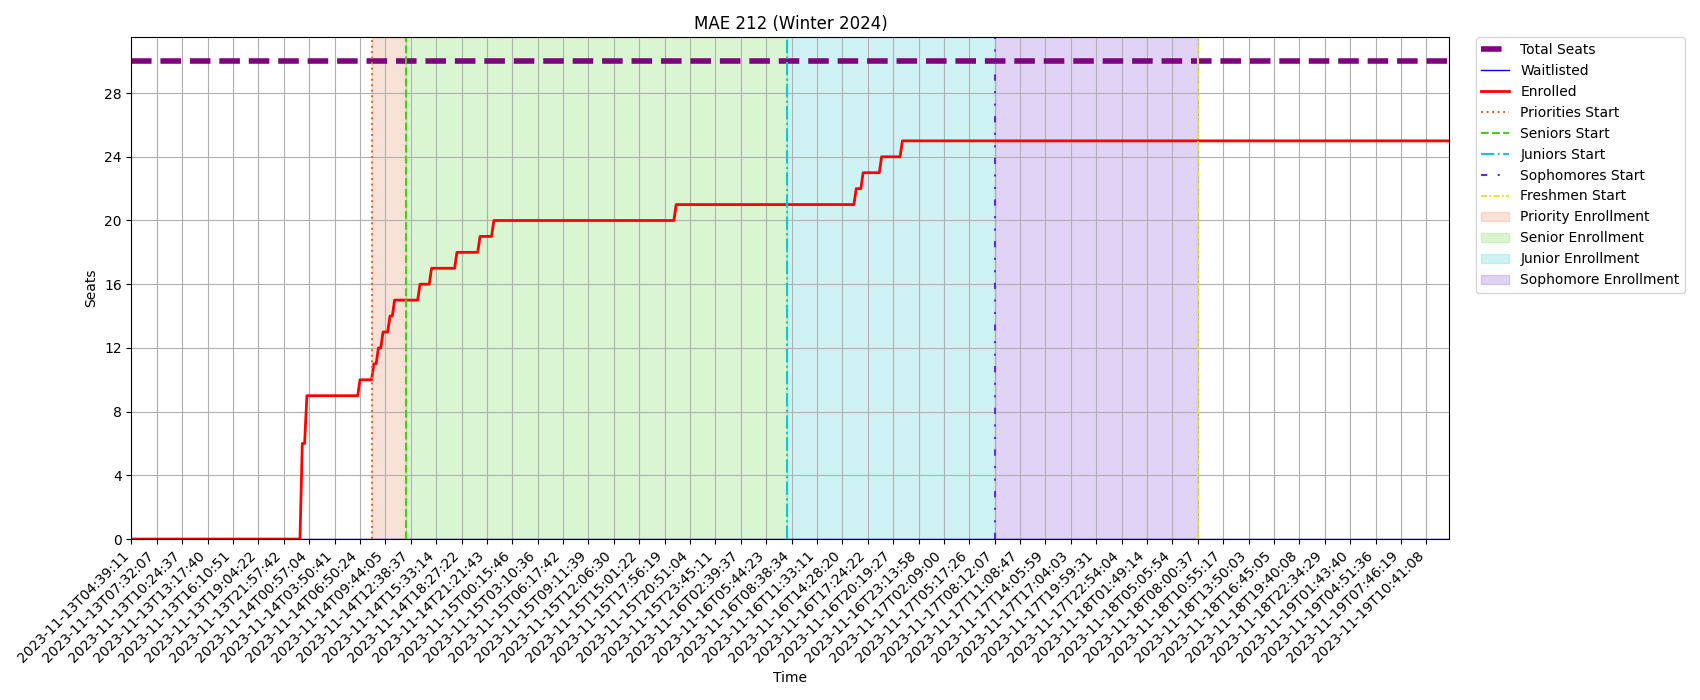 MAE 212 (Winter 2024)
Total Seats
Waitlisted
Enrolled
Priorities Start
Seniors Start
Juniors Start
Sophomores Start
Freshmen Start
Priority Enrollment
Senior Enrollment
Junior Enrollment
Sophomore Enrollment
Seats
28
24
20
16
12
8
4
0
2023-11-13T04:39:11
2023-11-13T07:32:07
2023-11-13T10:24:37
2023-11-13T13:17:40
2023-11-13T16:10:51
2023-11-13T19:04:22
2023-11-13T21:57:42
2023-11-14T00:57:04
2023-11-14T03:50:41
2023-11-14T06:50:24
2023-11-14T09:44:05
2023-11-14T12:38:37
2023-11-14T15:33:14
2023-11-14T18:27:22
2023-11-14T21:21:43
2023-11-15T00:15:46
2023-11-15T03:10:36
2023-11-15T06:17:42
2023-11-15T09:11:39
2023-11-15T12:06:30
2023-11-15T15:01:22
2023-11-15T17:56:19
2023-11-15T20:51:04
2023-11-15T23:45:11
2023-11-16T02:39:37
2023-11-16T05:44:23
2023-11-16T08:38:34
2023-11-16T11:33:11
2023-11-16T14:28:20
2023-11-16T17:24:22
2023-11-16T20:19:27
2023-11-16T23:13:58
2023-11-17T02:09:00
2023-11-17T05:17:26
2023-11-17T08:12:07
2023-11-17T11:08:47
2023-11-17T14:05:59
2023-11-17T17:04:03
2023-11-17T19:59:31
2023-11-17T22:54:04
2023-11-18T01:49:14
2023-11-18T05:05:54
2023-11-18T08:00:37
2023-11-18T10:55:17
2023-11-18T13:50:03
2023-11-18T16:45:05
2023-11-18T19:40:08
2023-11-18T22:34:29
2023-11-19T01:43:40
2023-11-19T04:51:36
2023-11-19T07:46:19
2023-11-19T10:41:08
Time